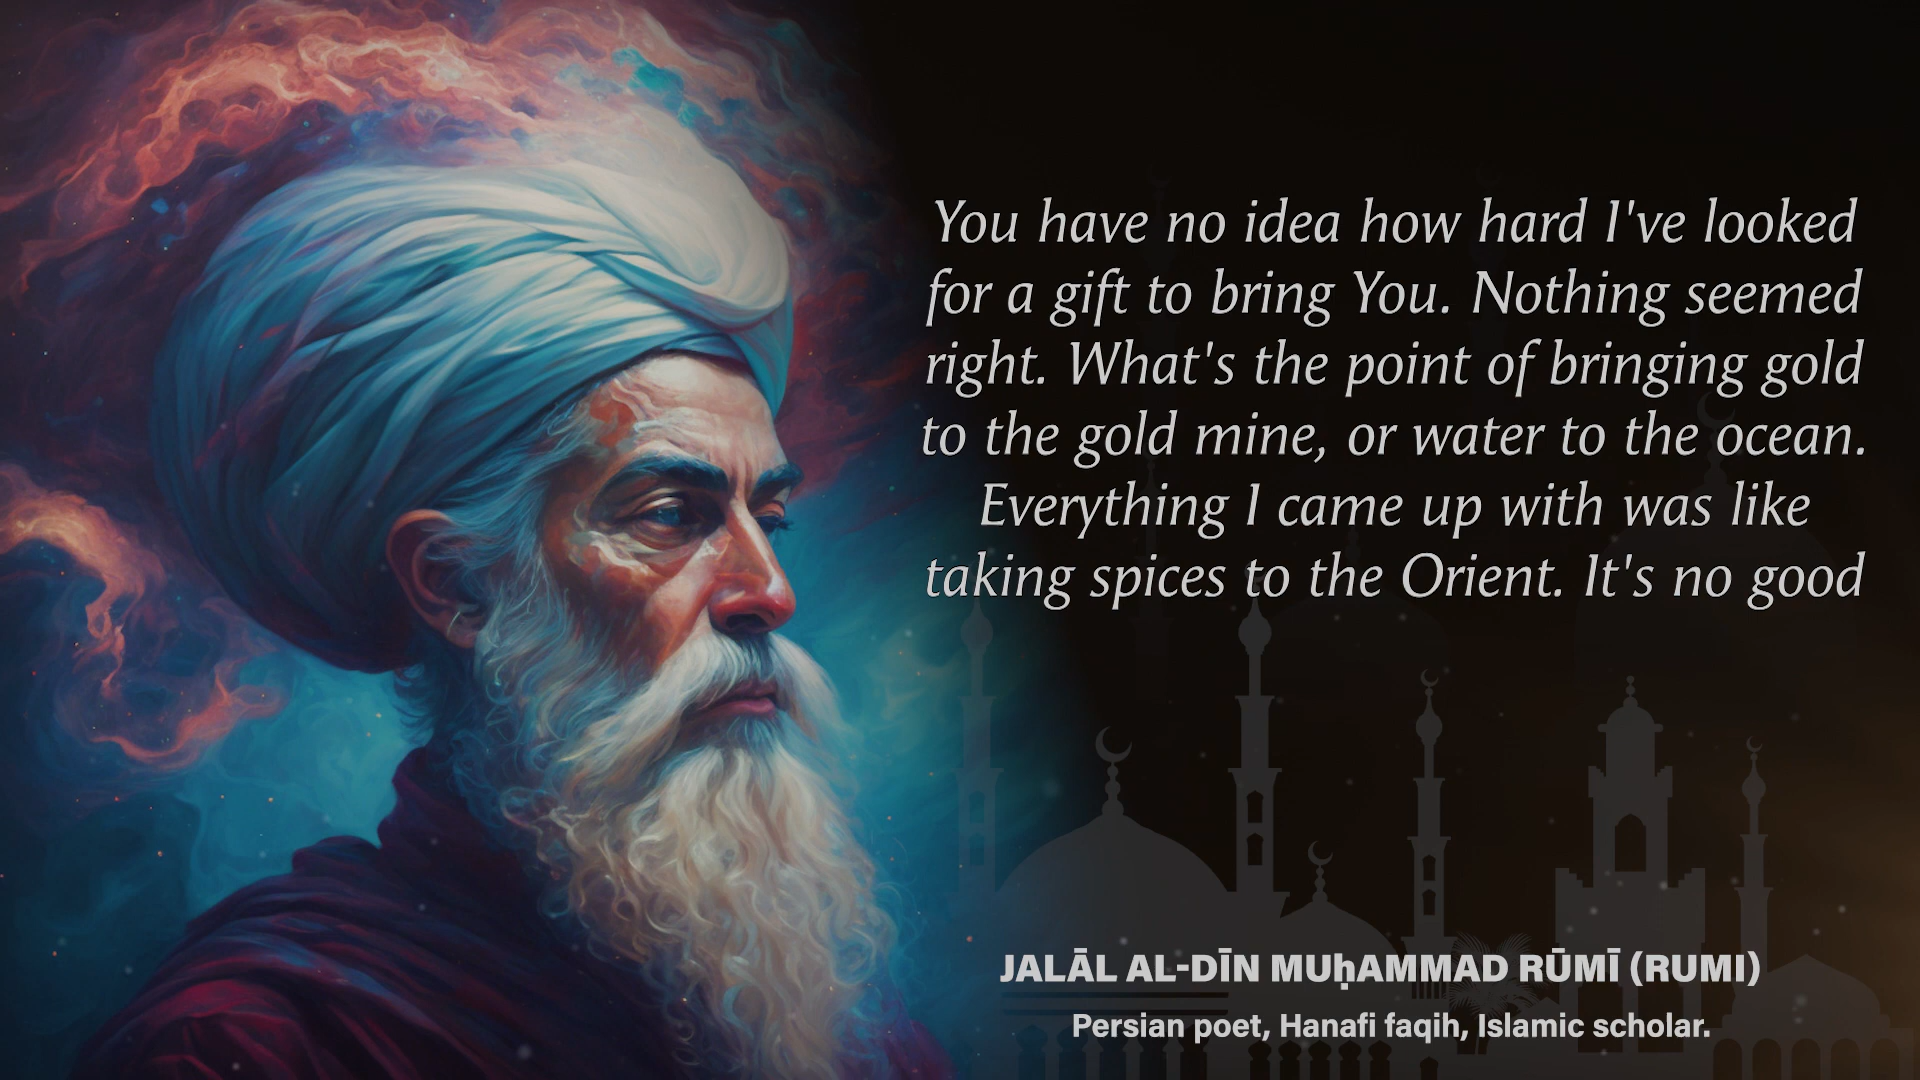 You have no idea how hard I've looked
for a gift to bring You. Nothing seemed
right. What's the point of bringing gold
to the gold mine, or water to the ocean.
Everything I came up with was like
taking spices to the Orient. It's no good
JALĀL AL-DĪN MUḥAMMAD RŪMĪ (RUMI)
Persian poet, Hanafi faqih, Islamic scholar.